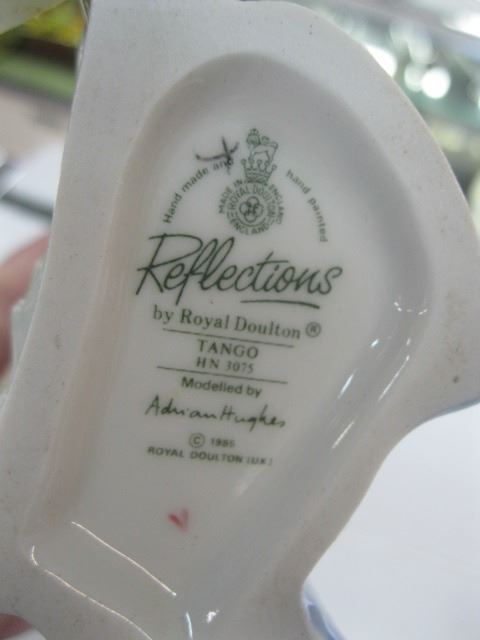 Hand made and hand painted
MADE IN ENGLAND
ROYAL DOULTON
ENGLAND
Reflections
by Royal Doulton ®
TANGO
HN 3075
Modelled by
Adrian Hughes
© 1985
ROYAL DOULTON (UK)